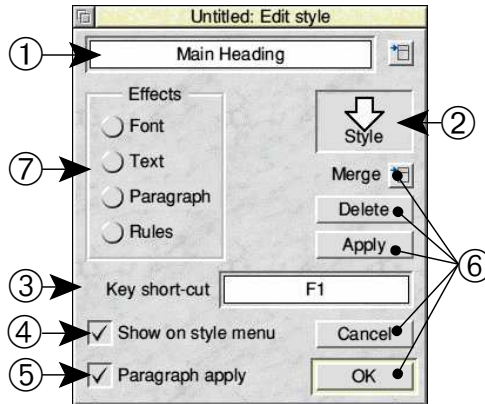 Untitled: Edit style
① Main Heading
Effects
Font
Text
Paragraph
Rules
⑦
Style
②
Merge
Delete
Apply
⑥
③ Key short-cut F1
④ Show on style menu Cancel
⑤ Paragraph apply OK